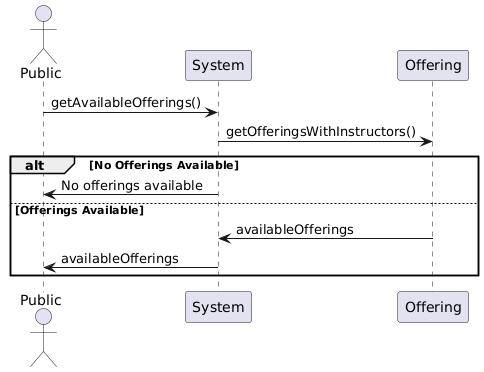 Public
System
Offering
getAvailableOfferings()
getOfferingsWithInstructors()
alt [No Offerings Available]
No offerings available
[Offerings Available]
availableOfferings
availableOfferings
Public
System
Offering